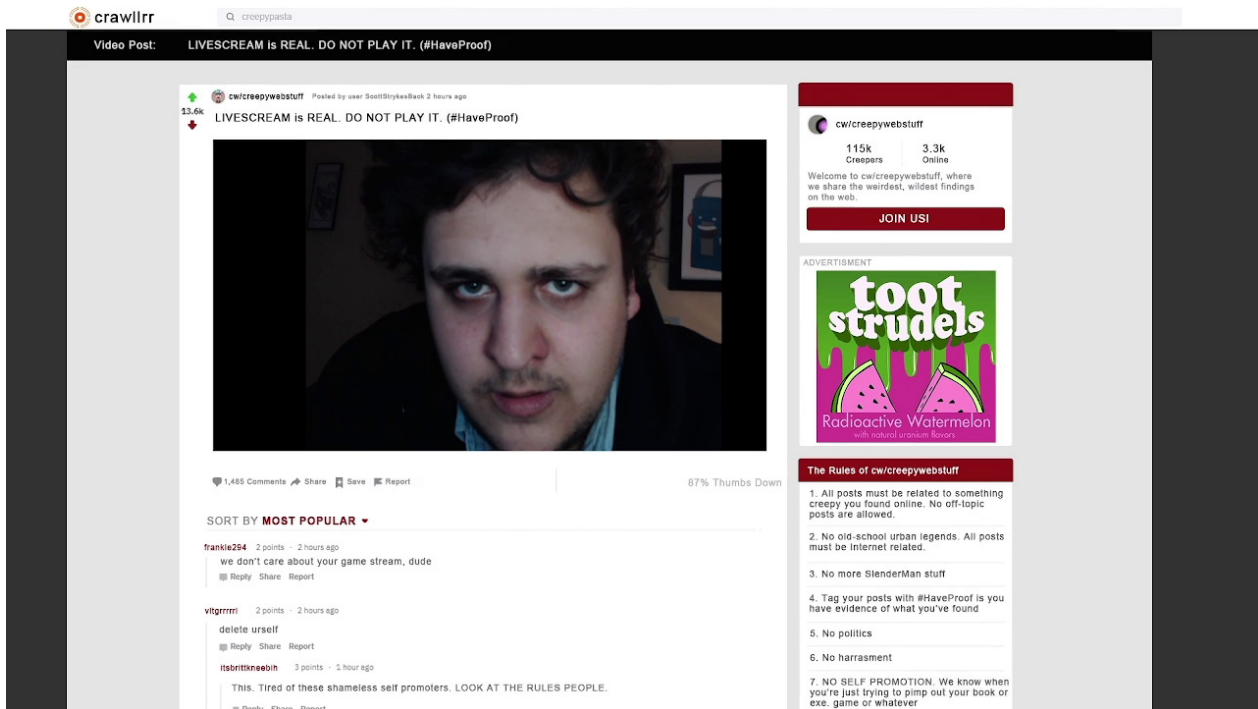 crawllrr
creepypasta
Video Post: LIVESCREAM is REAL. DO NOT PLAY IT. (#HaveProof)
13.6k
cw/creepywebstuff Posted by user ScottStrykesBack 2 hours ago
LIVESCREAM is REAL. DO NOT PLAY IT. (#HaveProof)
1,485 Comments Share Save Report
87% Thumbs Down
SORT BY MOST POPULAR
frankie294 2 points · 2 hours ago
we don't care about your game stream, dude
Reply Share Report
vltgrrrrrl 2 points · 2 hours ago
delete urself
Reply Share Report
itsbrittkneebih 3 points · 1 hour ago
This. Tired of these shameless self promoters. LOOK AT THE RULES PEOPLE.
Reply Share Report
cw/creepywebstuff
115k 3.3k
Creepers Online
Welcome to cw/creepywebstuff, where
we share the weirdest, wildest findings
on the web.
JOIN US!
ADVERTISMENT
toot
strudels
Radioactive Watermelon
with natural uranium flavors
The Rules of cw/creepywebstuff
1. All posts must be related to something
creepy you found online. No off-topic
posts are allowed.
2. No old-school urban legends. All posts
must be Internet related.
3. No more SlenderMan stuff
4. Tag your posts with #HaveProof is you
have evidence of what you've found
5. No politics
6. No harrasment
7. NO SELF PROMOTION. We know when
you're just trying to pimp out your book or
exe. game or whatever